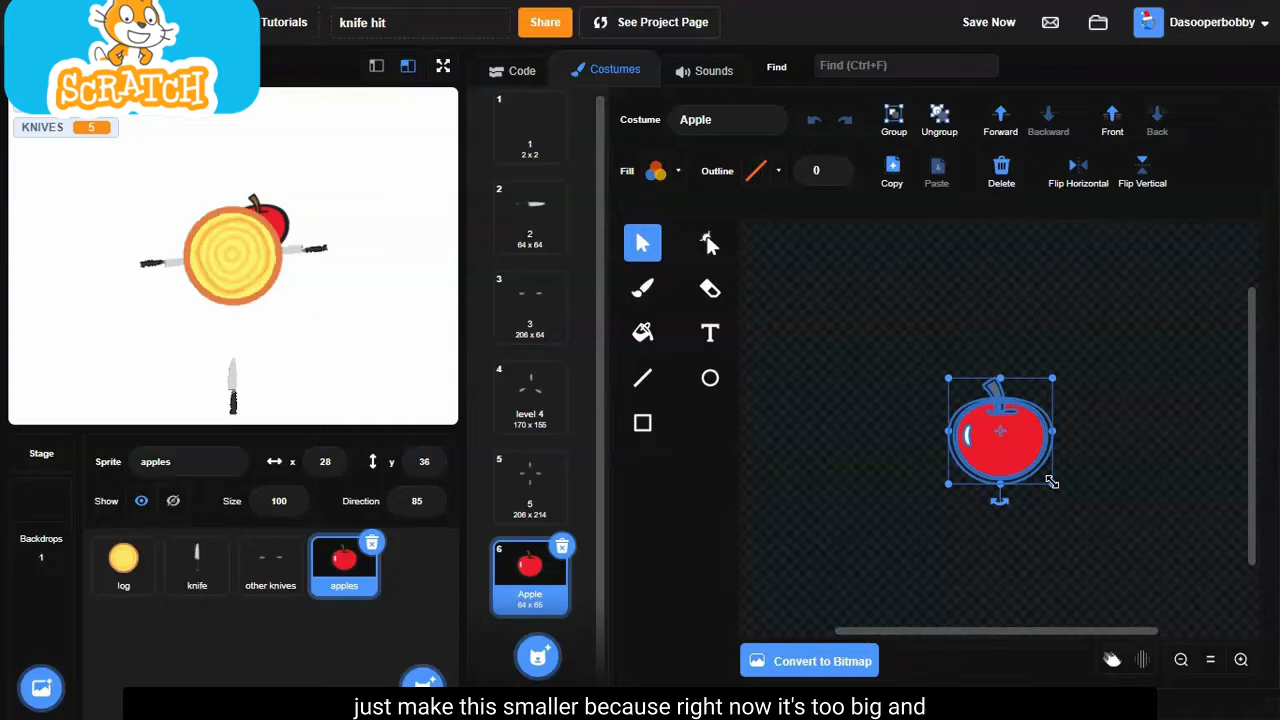 Tutorials
knife hit
Share
See Project Page
Save Now
Dasooperbobby
SCRATCH
Code
Costumes
Sounds
Find
Find (Ctrl+F)
KNIVES 5
1
1
2 x 2
2
2
64 x 64
3
3
206 x 64
4
level 4
170 x 155
5
5
206 x 214
6
Apple
64 x 65
Costume
Apple
Group
Ungroup
Forward
Backward
Front
Back
Fill
Outline
0
Copy
Paste
Delete
Flip Horizontal
Flip Vertical
T
Stage
Backdrops
1
Sprite
apples
x
28
y
36
Show
Size
100
Direction
85
log
knife
other knives
apples
Convert to Bitmap
just make this smaller because right now it's too big and